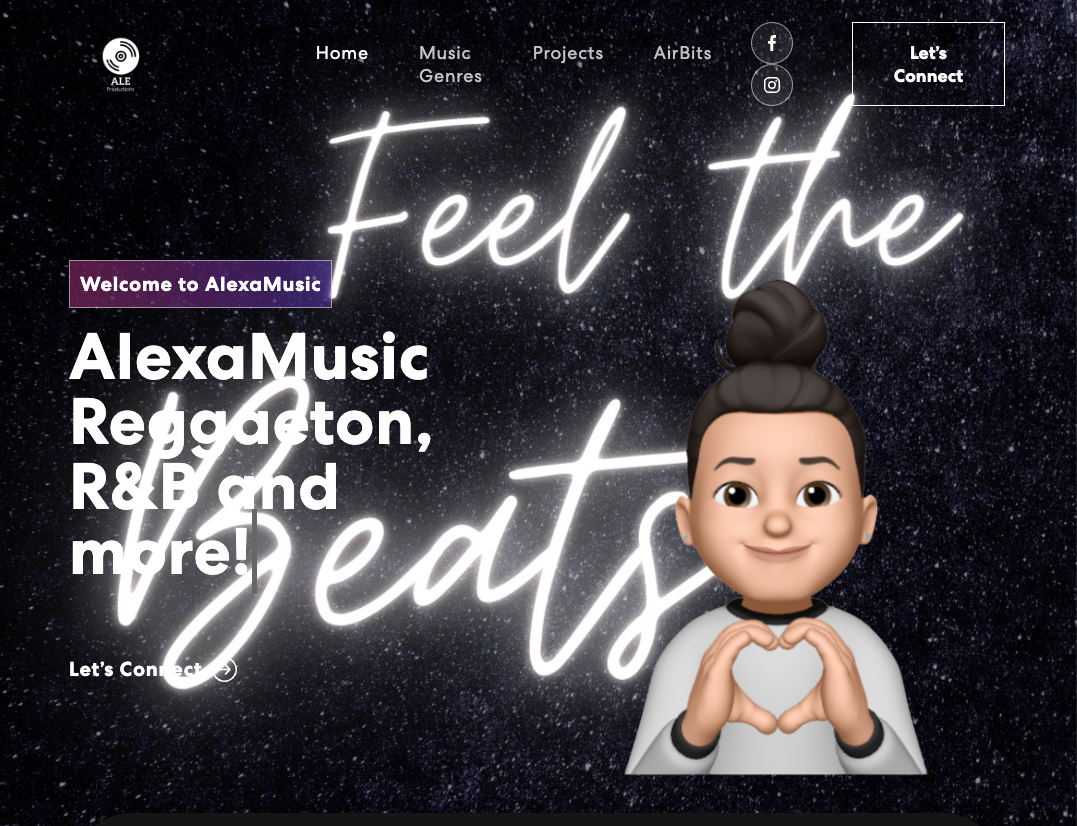 ALE
Productions
Home
Music
Genres
Projects
AirBits
Let's
Connect
Feel the
Beats
Welcome to AlexaMusic
AlexaMusic
Reggaeton,
R&B and
more!
Let's Connect